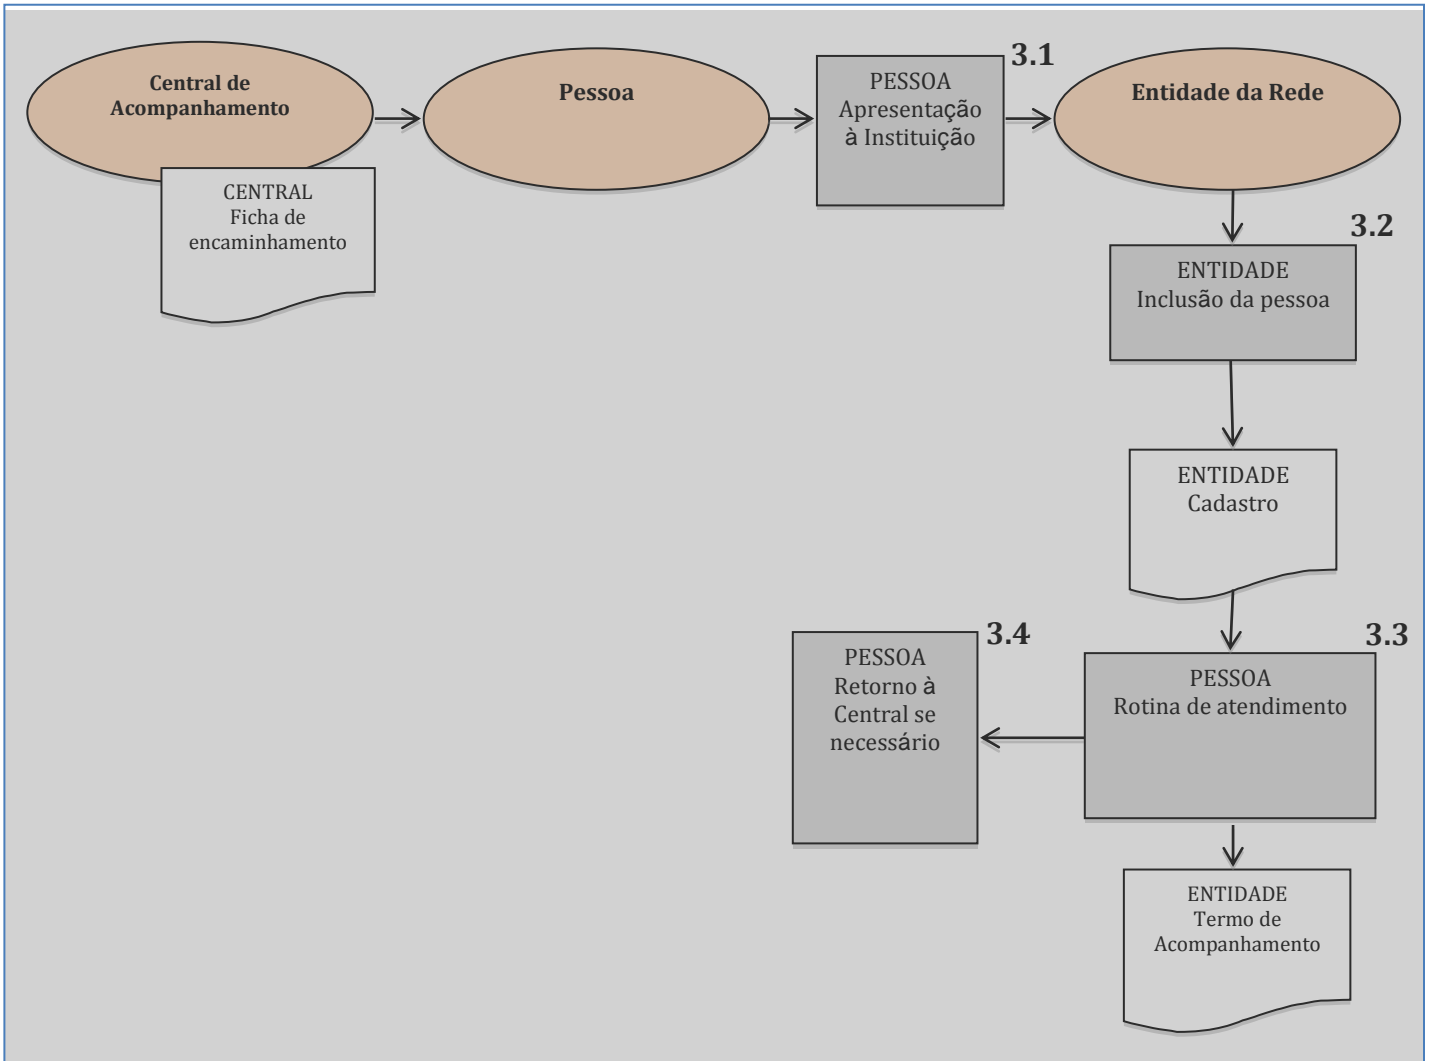 Central de
Acompanhamento
CENTRAL
Ficha de
encaminhamento
Pessoa
3.1
PESSOA
Apresentação
à Instituição
Entidade da Rede
3.2
ENTIDADE
Inclusão da pessoa
ENTIDADE
Cadastro
3.3
PESSOA
Rotina de atendimento
3.4
PESSOA
Retorno à
Central se
necessário
ENTIDADE
Termo de
Acompanhamento